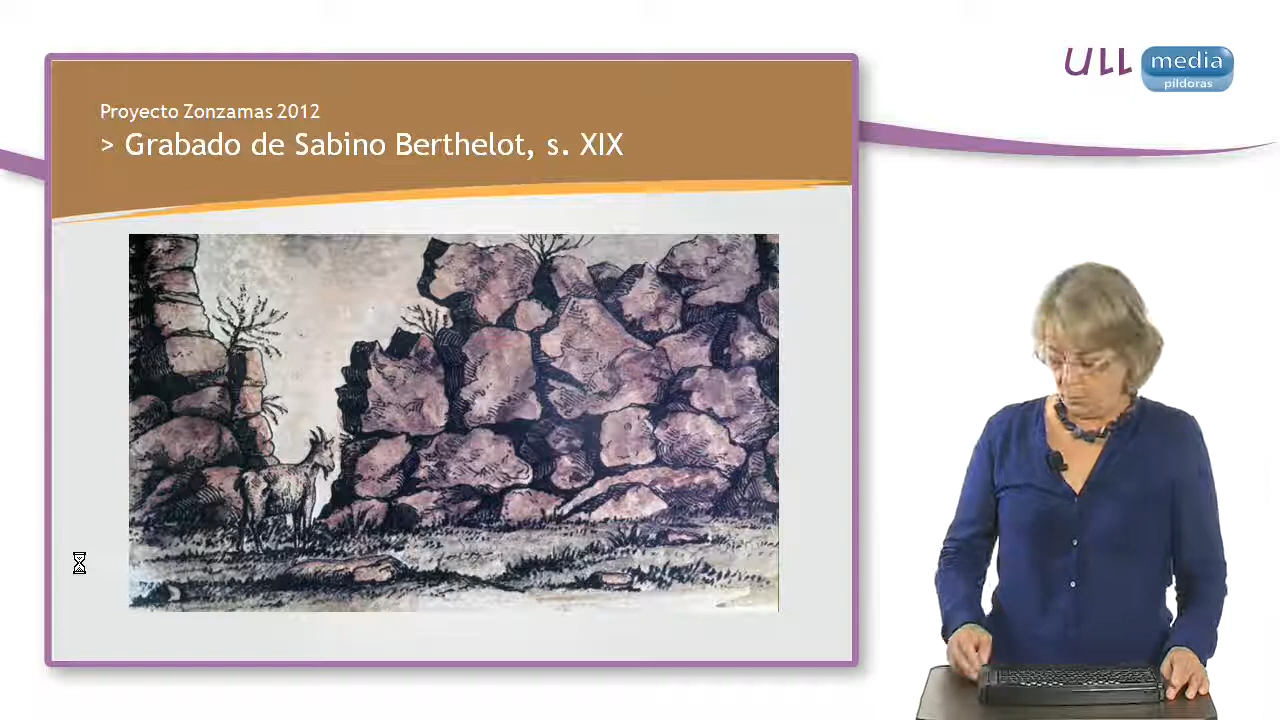 Proyecto Zonzamas 2012
> Grabado de Sabino Berthelot, s. XIX
ULL media
píldoras